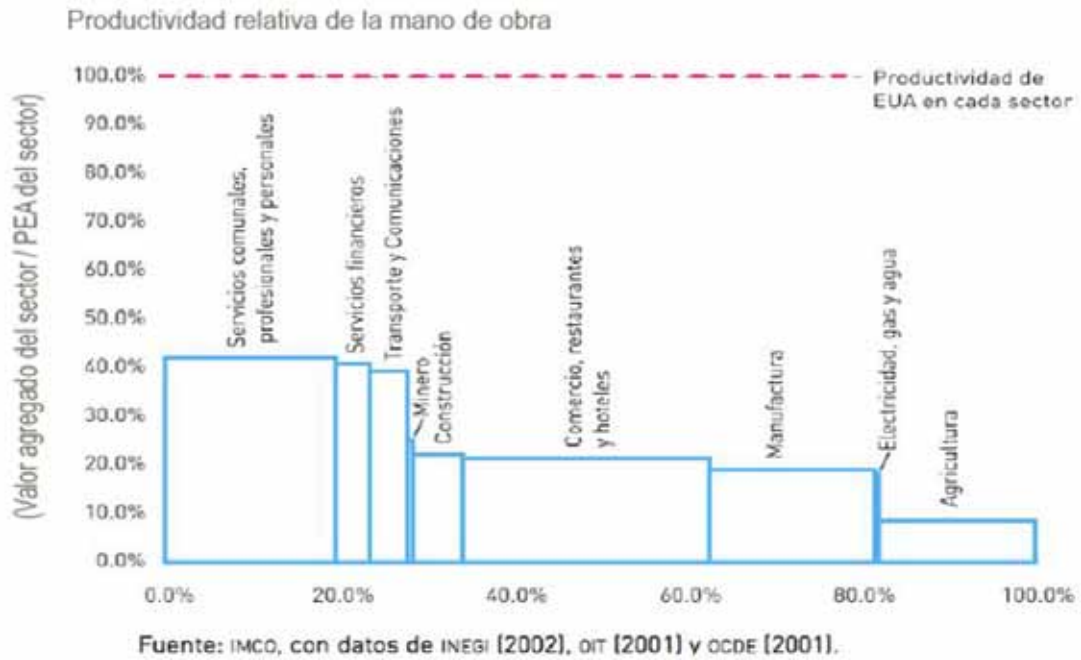 Productividad relativa de la mano de obra
(Valor agregado del sector / PEA del sector)
100.0%
90.0%
80.0%
70.0%
60.0%
50.0%
40.0%
30.0%
20.0%
10.0%
0.0%
Productividad de
EUA en cada sector
Servicios comunales,
profesionales y personales
Servicios financieros
Transporte y Comunicaciones
Minero
Construcción
Comercio, restaurantes
y hoteles
Manufactura
Electricidad, gas y agua
Agricultura
0.0%
20.0%
40.0%
60.0%
80.0%
100.0%
Fuente: IMCO, con datos de INEGI (2002), OIT (2001) y OCDE (2001).